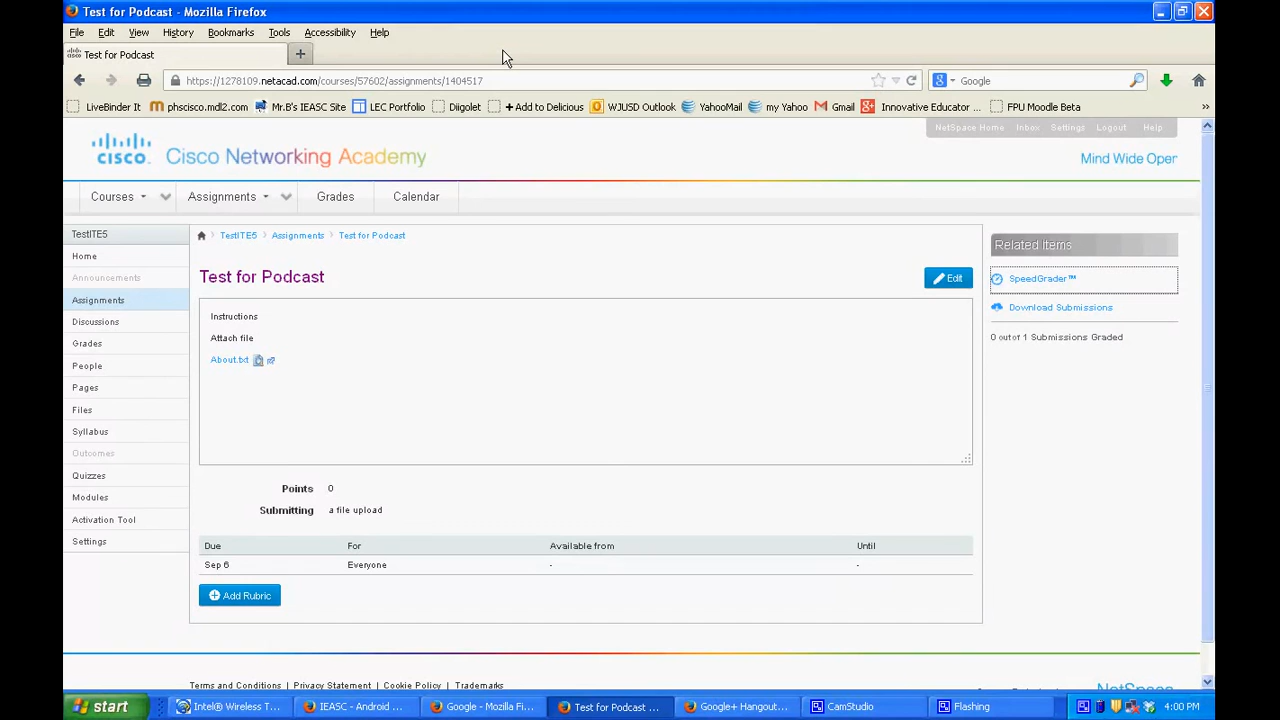 Test for Podcast - Mozilla Firefox
File Edit View History Bookmarks Tools Accessibility Help
Test for Podcast
https://1278109.netacad.com/courses/57602/assignments/1404517
Google
LiveBinder It phscisco.mdl2.com Mr.B's IEASC Site LEC Portfolio Diigolet + Add to Delicious WJUSD Outlook YahooMail my Yahoo Gmail Innovative Educator ... FPU Moodle Beta »
NetSpace Home Inbox Settings Logout Help
CISCO Cisco Networking Academy
Mind Wide Open
Courses Assignments Grades Calendar
TestITE5
Home
Announcements
Assignments
Discussions
Grades
People
Pages
Files
Syllabus
Outcomes
Quizzes
Modules
Activation Tool
Settings
TestITE5 Assignments Test for Podcast
Test for Podcast
Edit
Instructions
Attach file
About.txt
Points 0
Submitting a file upload
Due For Available from Until
Sep 6 Everyone - -
Add Rubric
Related Items
SpeedGrader™
Download Submissions
0 out of 1 Submissions Graded
Terms and Conditions | Privacy Statement | Cookie Policy | Trademarks
NetSpace
start Intel® Wireless T... IEASC - Android ... Google - Mozilla Fi... Test for Podcast ... Google+ Hangout... CamStudio Flashing 4:00 PM